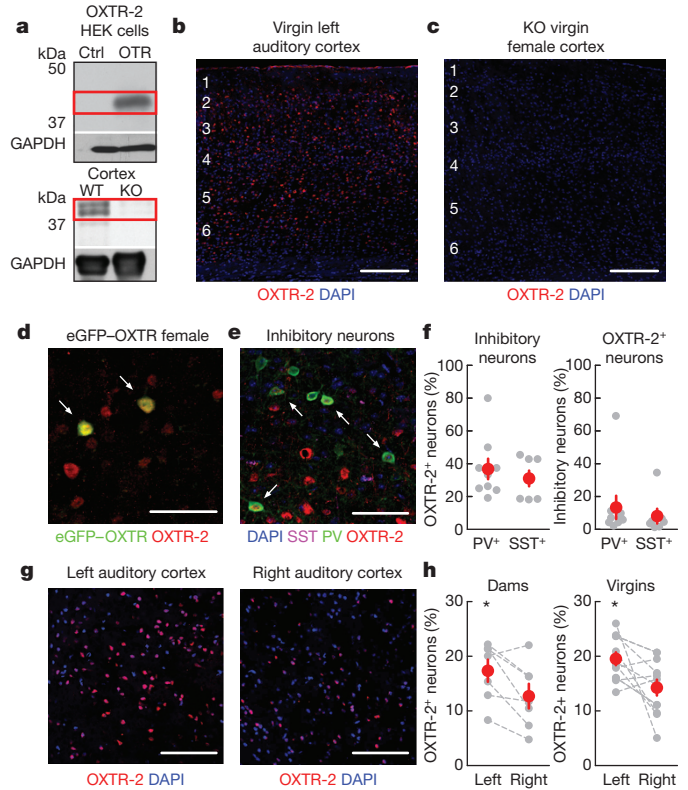 a
OXTR-2
HEK cells
kDa
Ctrl OTR
50
37
GAPDH
Cortex
kDa
WT KO
37
GAPDH
b
Virgin left
auditory cortex
1
2
3
4
5
6
OXTR-2 DAPI
c
KO virgin
female cortex
1
2
3
4
5
6
OXTR-2 DAPI
d
eGFP–OXTR female
eGFP–OXTR OXTR-2
e
Inhibitory neurons
DAPI SST PV OXTR-2
f
Inhibitory
neurons
OXTR-2⁺ neurons (%)
100
80
60
40
20
0
PV⁺ SST⁺
OXTR-2⁺
neurons
Inhibitory neurons (%)
100
80
60
40
20
0
PV⁺ SST⁺
g
Left auditory cortex
OXTR-2 DAPI
Right auditory cortex
OXTR-2 DAPI
h
Dams
OXTR-2⁺ neurons (%)
30
20
10
0
*
Left Right
Virgins
OXTR-2+ neurons (%)
30
20
10
0
*
Left Right